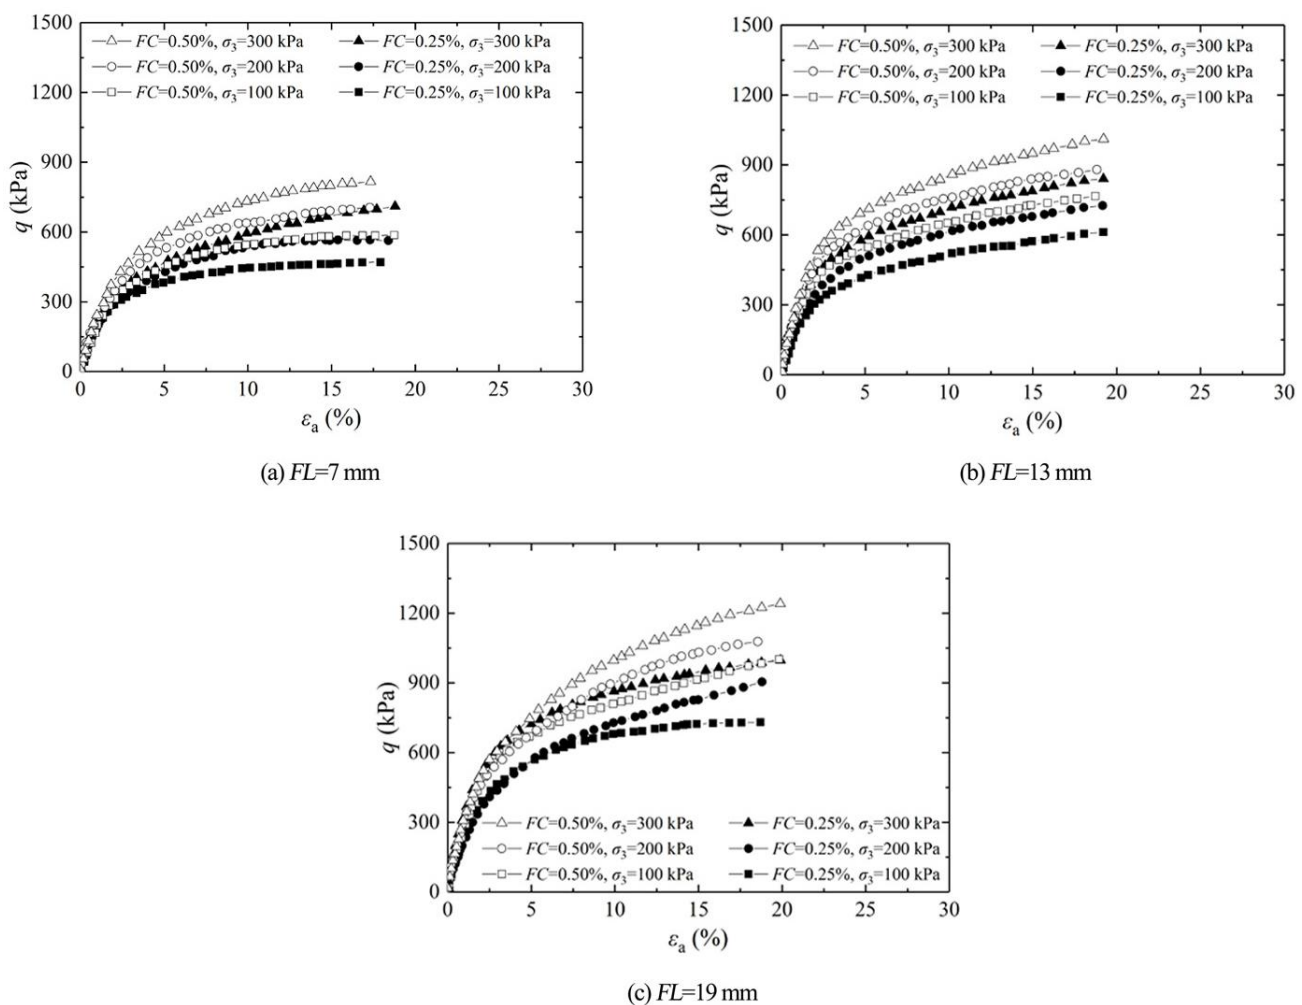 1500
FC=0.50%, σ3=300 kPa FC=0.25%, σ3=300 kPa
FC=0.50%, σ3=200 kPa FC=0.25%, σ3=200 kPa
FC=0.50%, σ3=100 kPa FC=0.25%, σ3=100 kPa
1200
900
q (kPa)
600
300
0
0 5 10 15 20 25 30
εa (%)
(a) FL=7 mm
1500
FC=0.50%, σ3=300 kPa FC=0.25%, σ3=300 kPa
FC=0.50%, σ3=200 kPa FC=0.25%, σ3=200 kPa
FC=0.50%, σ3=100 kPa FC=0.25%, σ3=100 kPa
1200
900
q (kPa)
600
300
0
0 5 10 15 20 25 30
εa (%)
(b) FL=13 mm
1500
1200
900
q (kPa)
600
300
FC=0.50%, σ3=300 kPa FC=0.25%, σ3=300 kPa
FC=0.50%, σ3=200 kPa FC=0.25%, σ3=200 kPa
FC=0.50%, σ3=100 kPa FC=0.25%, σ3=100 kPa
0
0 5 10 15 20 25 30
εa (%)
(c) FL=19 mm